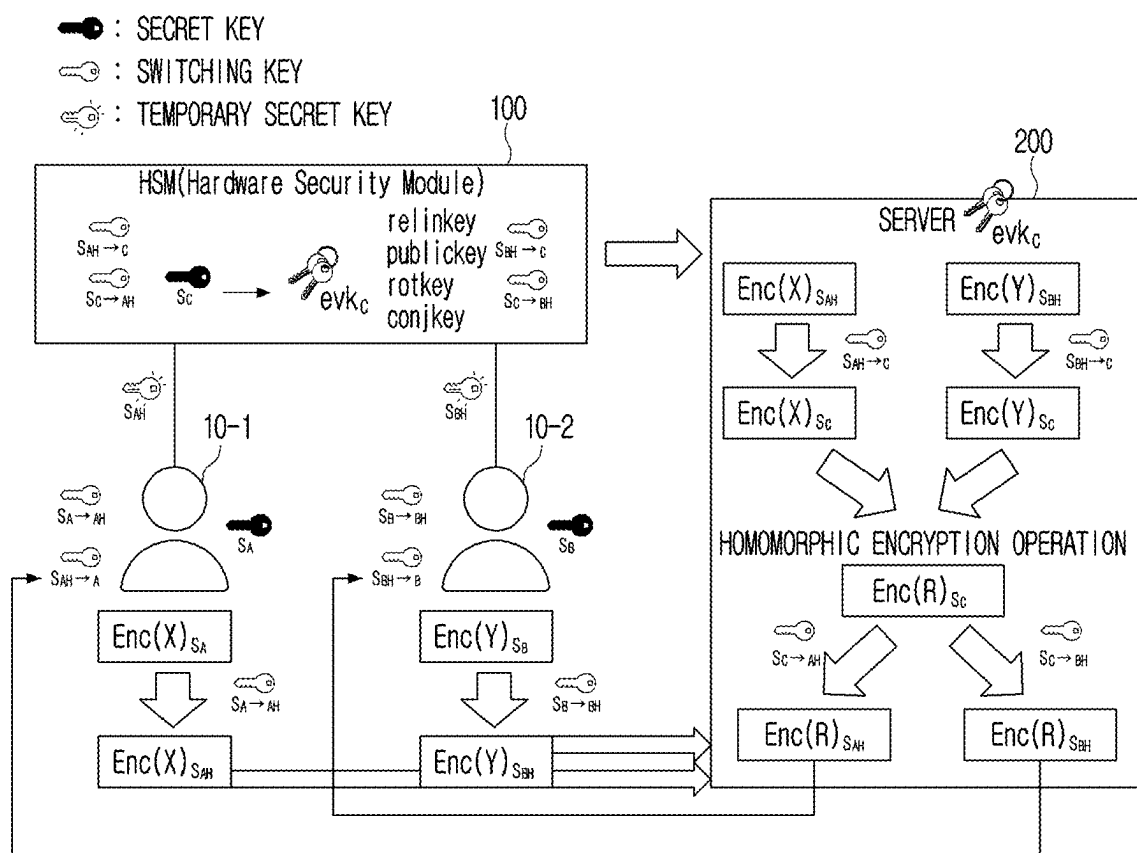 : SECRET KEY
: SWITCHING KEY
: TEMPORARY SECRET KEY
100
200
HSM(Hardware Security Module)
SAH→C
SC→AH
SC
evkC
relinkey
publickey
rotkey
conjkey
SBH→C
SC→BH
SERVER
evkC
Enc(X)SAH
Enc(Y)SBH
SAH→C
SBH→C
Enc(X)SC
Enc(Y)SC
SAH
SBH
10-1
10-2
SA→AH
SA
SAH→A
SB→BH
SB
SBH→B
HOMOMORPHIC ENCRYPTION OPERATION
Enc(R)SC
SC→AH
SC→BH
Enc(X)SA
Enc(Y)SB
SA→AH
SB→BH
Enc(X)SAH
Enc(Y)SBH
Enc(R)SAH
Enc(R)SBH